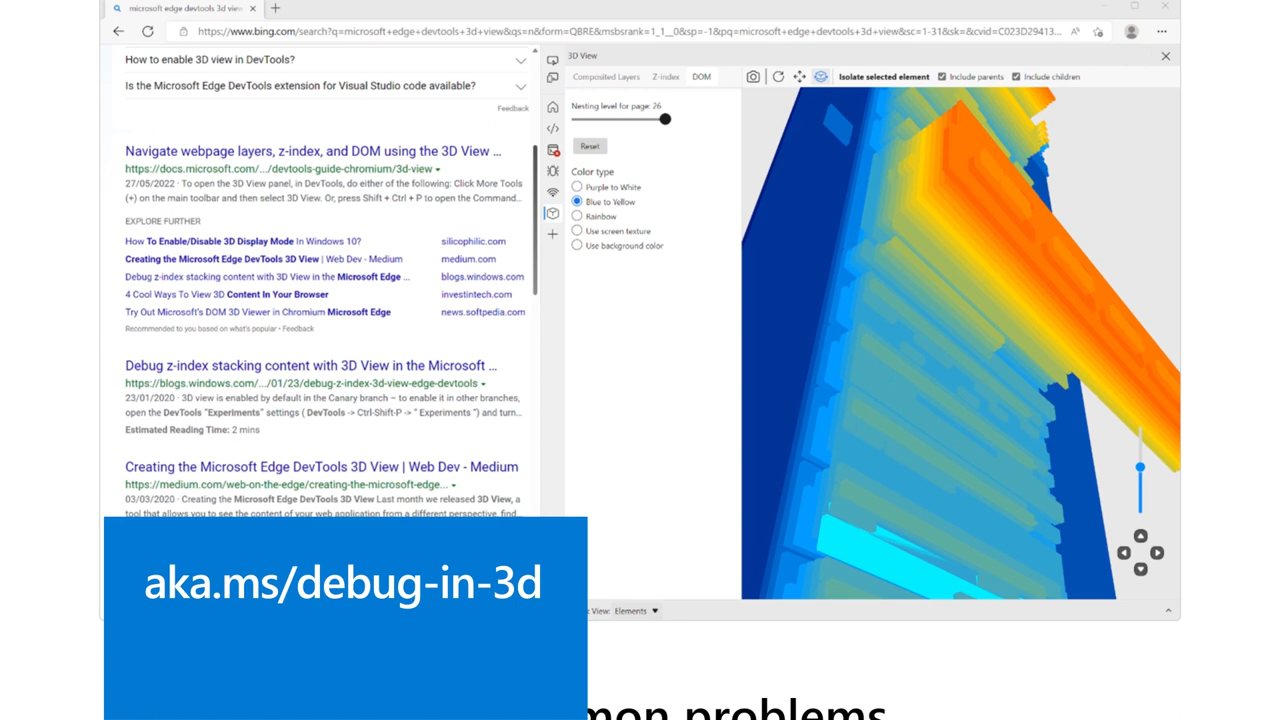 microsoft edge devtools 3d view
https://www.bing.com/search?q=microsoft+edge+devtools+3d+view&qs=n&form=QBRE&msbsrank=1_1__0&sp=-1&pq=microsoft+edge+devtools+3d+view&sc=1-31&sk=&cvid=C023D29413...
How to enable 3D view in DevTools?
Is the Microsoft Edge DevTools extension for Visual Studio code available?
Feedback
Navigate webpage layers, z-index, and DOM using the 3D View ...
https://docs.microsoft.com/.../devtools-guide-chromium/3d-view
27/05/2022 · To open the 3D View panel, in DevTools, do either of the following: Click More Tools
(+) on the main toolbar and then select 3D View. Or, press Shift + Ctrl + P to open the Command...
EXPLORE FURTHER
How To Enable/Disable 3D Display Mode In Windows 10? silicophilic.com
Creating the Microsoft Edge DevTools 3D View | Web Dev - Medium medium.com
Debug z-index stacking content with 3D View in the Microsoft Edge ... blogs.windows.com
4 Cool Ways To View 3D Content In Your Browser investintech.com
Try Out Microsoft's DOM 3D Viewer in Chromium Microsoft Edge news.softpedia.com
Recommended to you based on what's popular • Feedback
Debug z-index stacking content with 3D View in the Microsoft ...
https://blogs.windows.com/.../01/23/debug-z-index-3d-view-edge-devtools
23/01/2020 · 3D view is enabled by default in the Canary branch – to enable it in other branches,
open the DevTools “Experiments” settings ( DevTools -> Ctrl-Shift-P -> “ Experiments ”) and turn...
Estimated Reading Time: 2 mins
Creating the Microsoft Edge DevTools 3D View | Web Dev - Medium
https://medium.com/web-on-the-edge/creating-the-microsoft-edge...
03/03/2020 · Creating the Microsoft Edge DevTools 3D View Last month we released 3D View, a
tool that allows you to see the content of your web application from a different perspective, find...
3D View
Composited Layers Z-index DOM
Isolate selected element Include parents Include children
Nesting level for page: 26
Reset
Color type
Purple to White
Blue to Yellow
Rainbow
Use screen texture
Use background color
View: Elements
aka.ms/debug-in-3d
problems